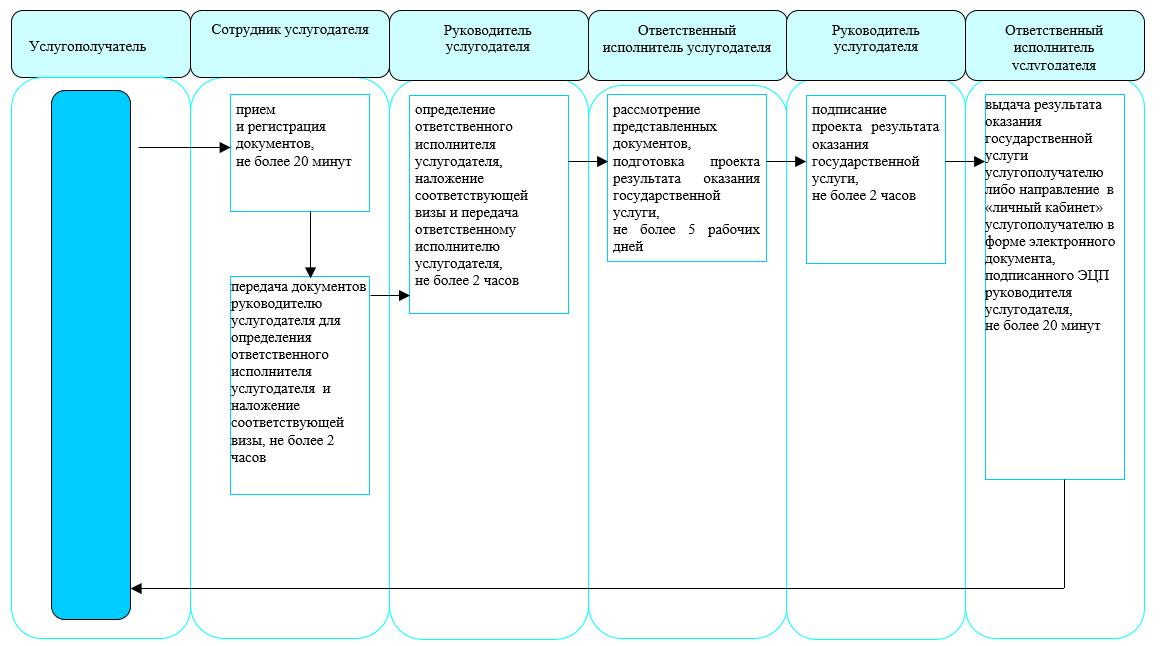 Услугополучатель
Сотрудник услугодателя
Руководитель
услугодателя
Ответственный
исполнитель услугодателя
Руководитель
услугодателя
Ответственный
исполнитель
услугодателя
прием
и регистрация
документов,
не более 20 минут
передача документов
руководителю
услугодателя для
определения
ответственного
исполнителя
услугодателя и
наложение
соответствующей
визы, не более 2
часов
определение
ответственного
исполнителя
услугодателя,
наложение
соответствующей
визы и передача
ответственному
исполнителю
услугодателя,
не более 2 часов
рассмотрение
представленных
документов,
подготовка проекта
результата оказания
государственной
услуги,
не более 5 рабочих
дней
подписание
проекта результата
оказания
государственной
услуги,
не более 2 часов
выдача результата
оказания
государственной
услуги
услугополучателю
либо направление в
«личный кабинет»
услугополучателю в
форме электронного
документа,
подписанного ЭЦП
руководителя
услугодателя,
не более 20 минут